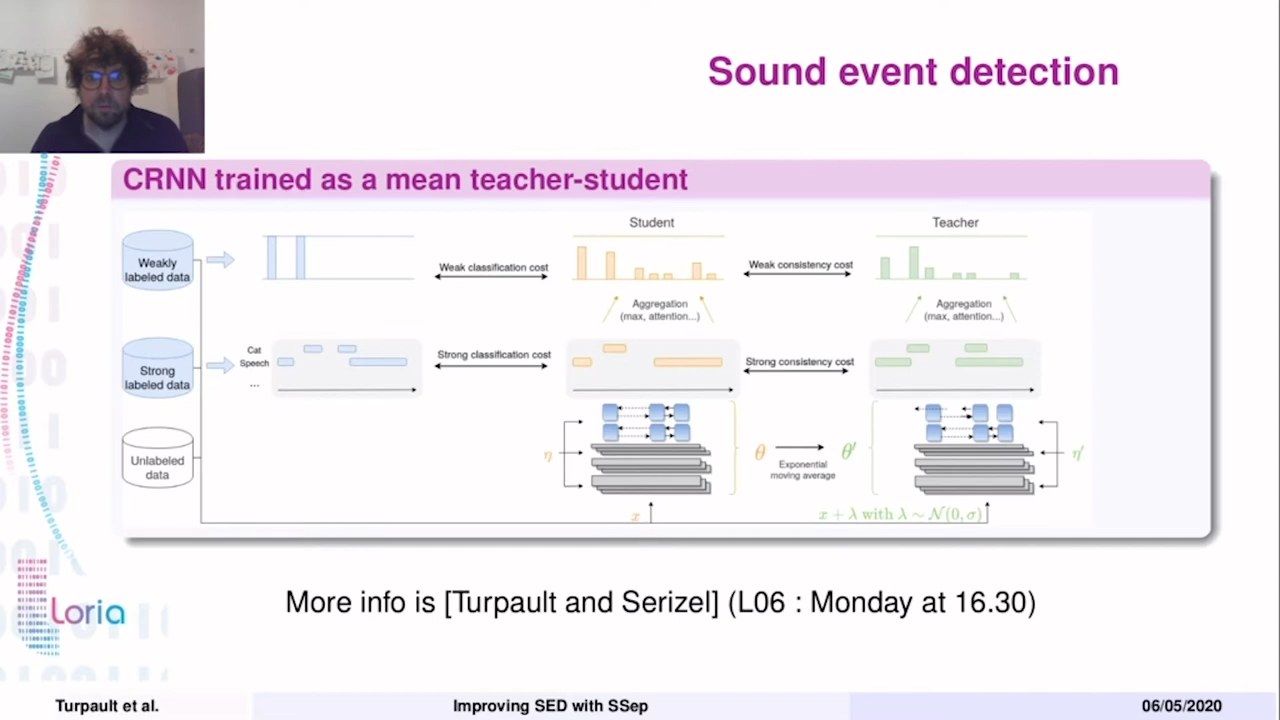 Sound event detection
CRNN trained as a mean teacher-student
Student
Teacher
Weakly
labeled data
Weak classification cost
Weak consistency cost
Aggregation
(max, attention...)
Aggregation
(max, attention...)
Strong
labeled data
Cat
Speech
...
Strong classification cost
Strong consistency cost
Unlabeled
data
η
θ
θ′
Exponential
moving average
η′
x
x + λ with λ ∼ N(0, σ)
Loria
More info is [Turpault and Serizel] (L06 : Monday at 16.30)
Turpault et al.
Improving SED with SSep
06/05/2020